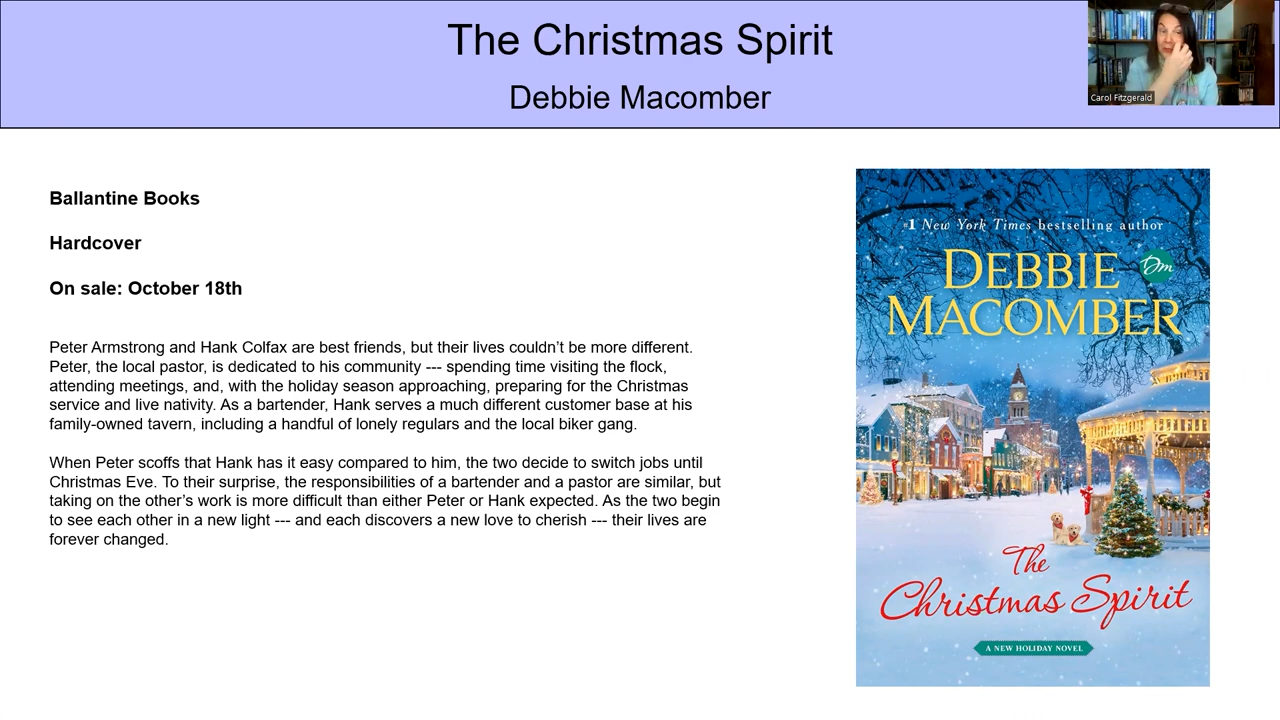 The Christmas Spirit
Debbie Macomber
Carol Fitzgerald
Ballantine Books
Hardcover
On sale: October 18th
Peter Armstrong and Hank Colfax are best friends, but their lives couldn’t be more different.
Peter, the local pastor, is dedicated to his community --- spending time visiting the flock,
attending meetings, and, with the holiday season approaching, preparing for the Christmas
service and live nativity. As a bartender, Hank serves a much different customer base at his
family-owned tavern, including a handful of lonely regulars and the local biker gang.
When Peter scoffs that Hank has it easy compared to him, the two decide to switch jobs until
Christmas Eve. To their surprise, the responsibilities of a bartender and a pastor are similar, but
taking on the other’s work is more difficult than either Peter or Hank expected. As the two begin
to see each other in a new light --- and each discovers a new love to cherish --- their lives are
forever changed.
#1 New York Times bestselling author
DEBBIE
Dm
MACOMBER
The
Christmas Spirit
A NEW HOLIDAY NOVEL